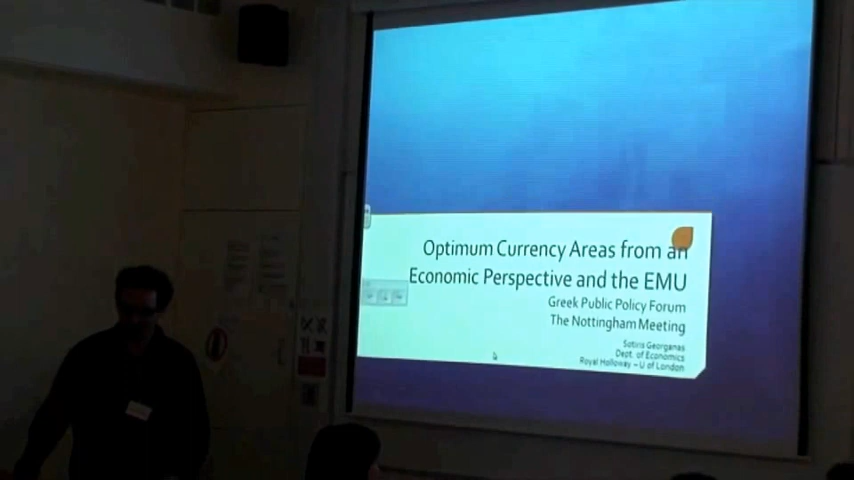 Optimum Currency Areas from an
Economic Perspective and the EMU
Greek Public Policy Forum
The Nottingham Meeting
Sotiris Georganas
Dept. of Economics
Royal Holloway – U of London